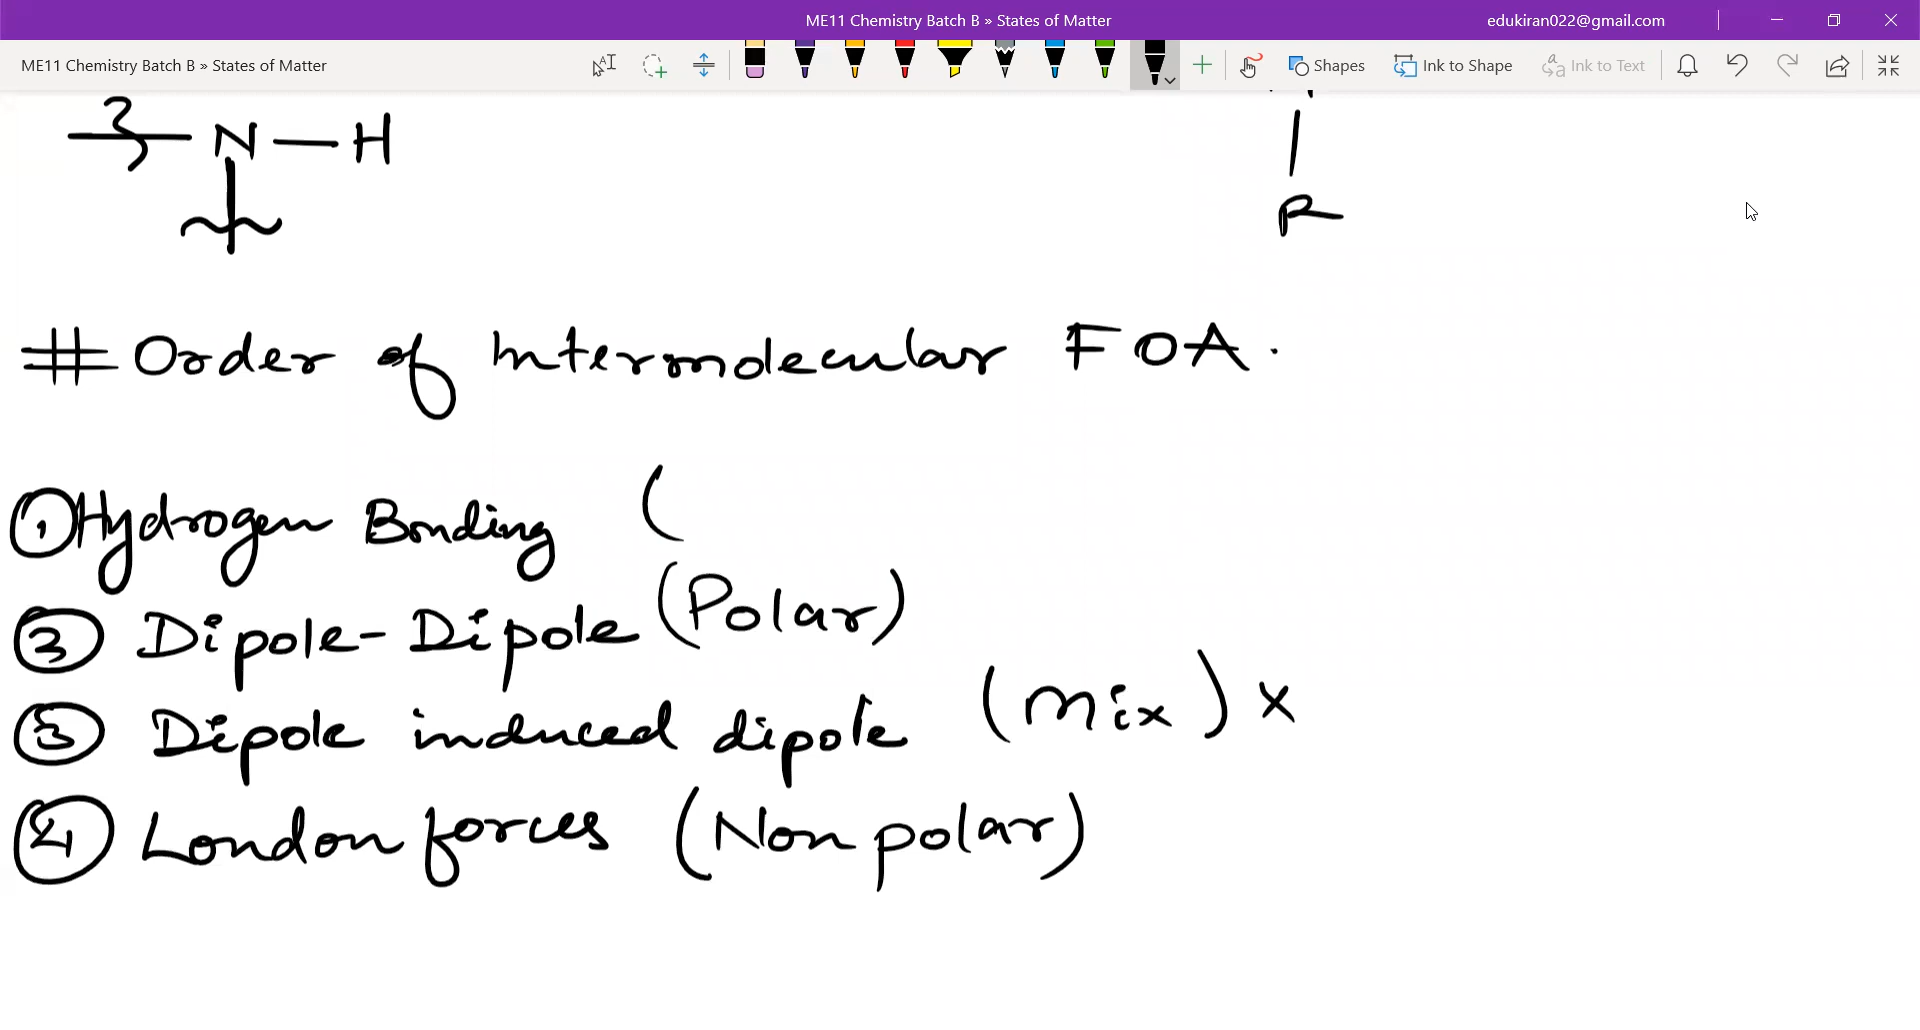 ME11 Chemistry Batch B » States of Matter
edukiran022@gmail.com
ME11 Chemistry Batch B » States of Matter
Shapes
Ink to Shape
Ink to Text
N — H
R
# Order of Intermolecular FOA.
① Hydrogen Bonding (
② Dipole-Dipole (Polar)
③ Dipole induced dipole (mix) x
④ London forces (Non polar)